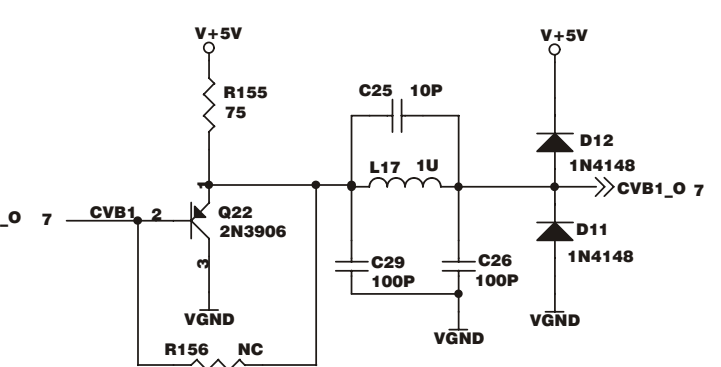 V+5V
V+5V
R155
75
C25 10P
D12
1N4148
L17 1U
1
CVB1_O 7
_O 7
CVB1 2
Q22
2N3906
3
D11
1N4148
C29
100P
C26
100P
VGND
VGND
VGND
R156 NC